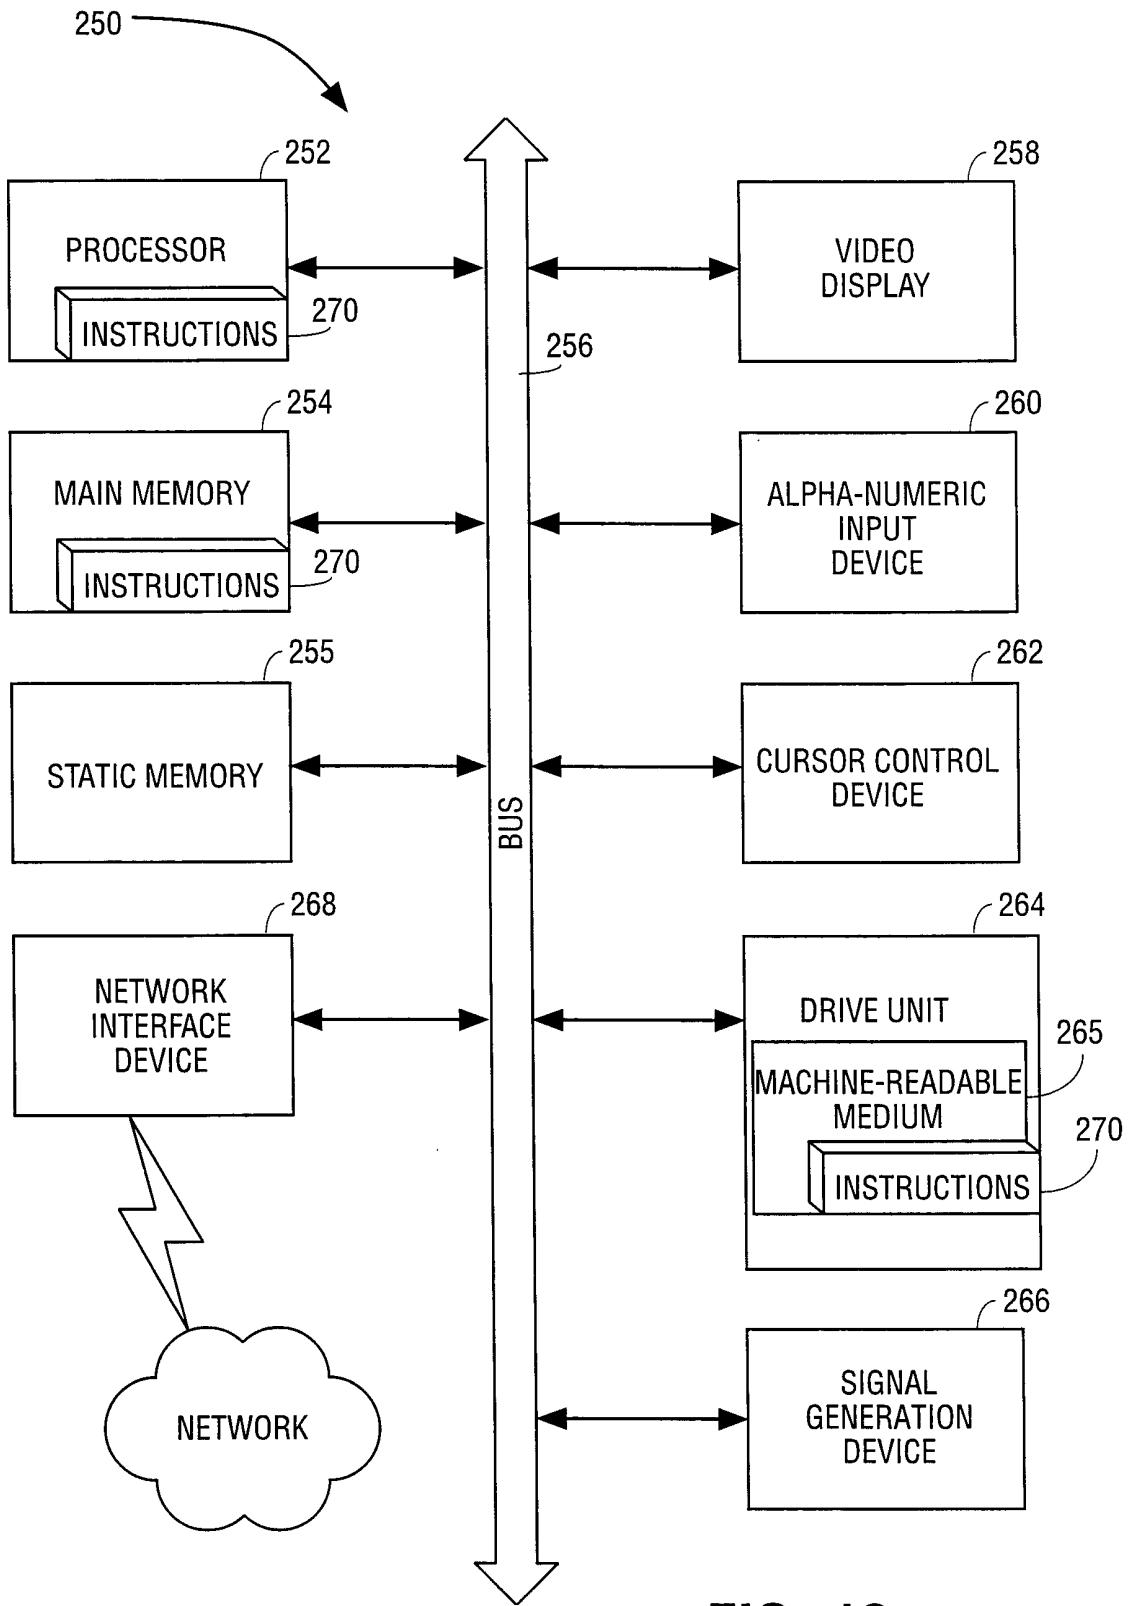 250
252
PROCESSOR
INSTRUCTIONS
270
254
MAIN MEMORY
INSTRUCTIONS
270
255
STATIC MEMORY
268
NETWORK
INTERFACE
DEVICE
NETWORK
256
BUS
258
VIDEO
DISPLAY
260
ALPHA-NUMERIC
INPUT
DEVICE
262
CURSOR CONTROL
DEVICE
264
DRIVE UNIT
265
MACHINE-READABLE
MEDIUM
270
INSTRUCTIONS
266
SIGNAL
GENERATION
DEVICE